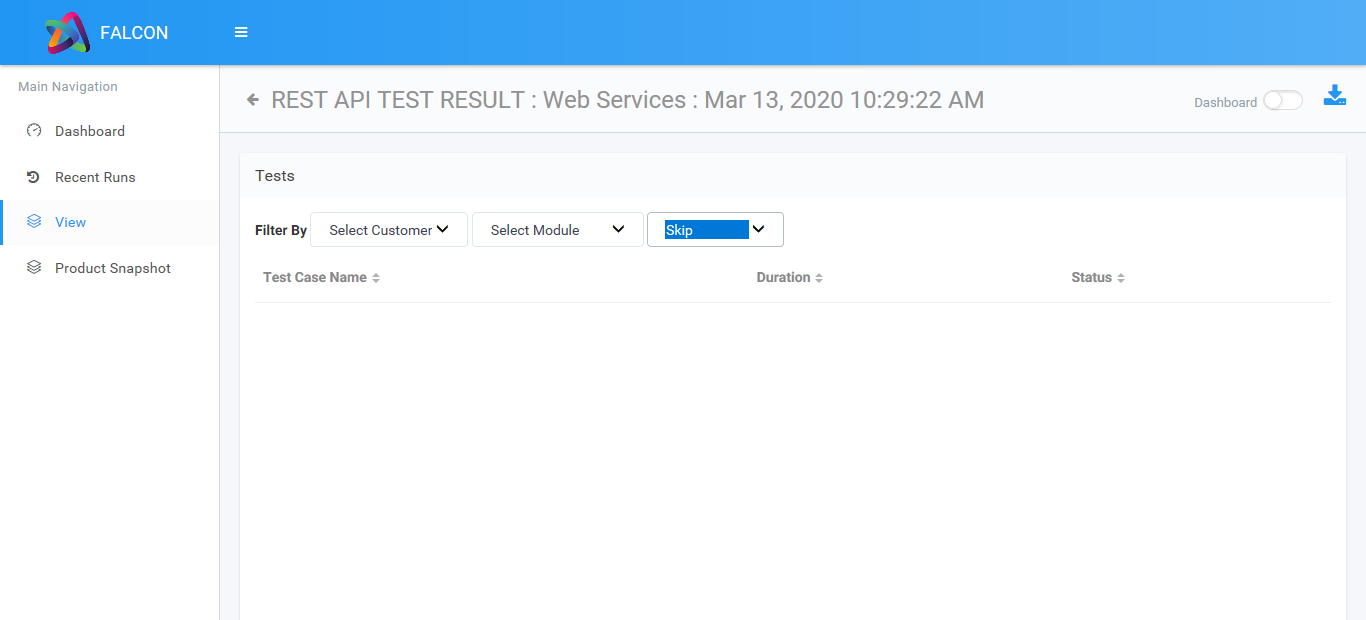 FALCON
Main Navigation
Dashboard
Recent Runs
View
Product Snapshot
REST API TEST RESULT : Web Services : Mar 13, 2020 10:29:22 AM
Dashboard
Tests
Filter By Select Customer Select Module Skip
Test Case Name Duration Status